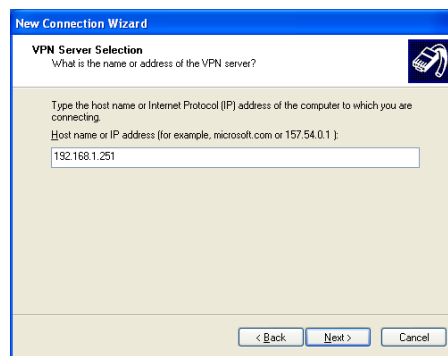 New Connection Wizard
VPN Server Selection
What is the name or address of the VPN server?
Type the host name or Internet Protocol (IP) address of the computer to which you are
connecting.
Host name or IP address (for example, microsoft.com or 157.54.0.1 ):
192.168.1.251
< Back
Next >
Cancel